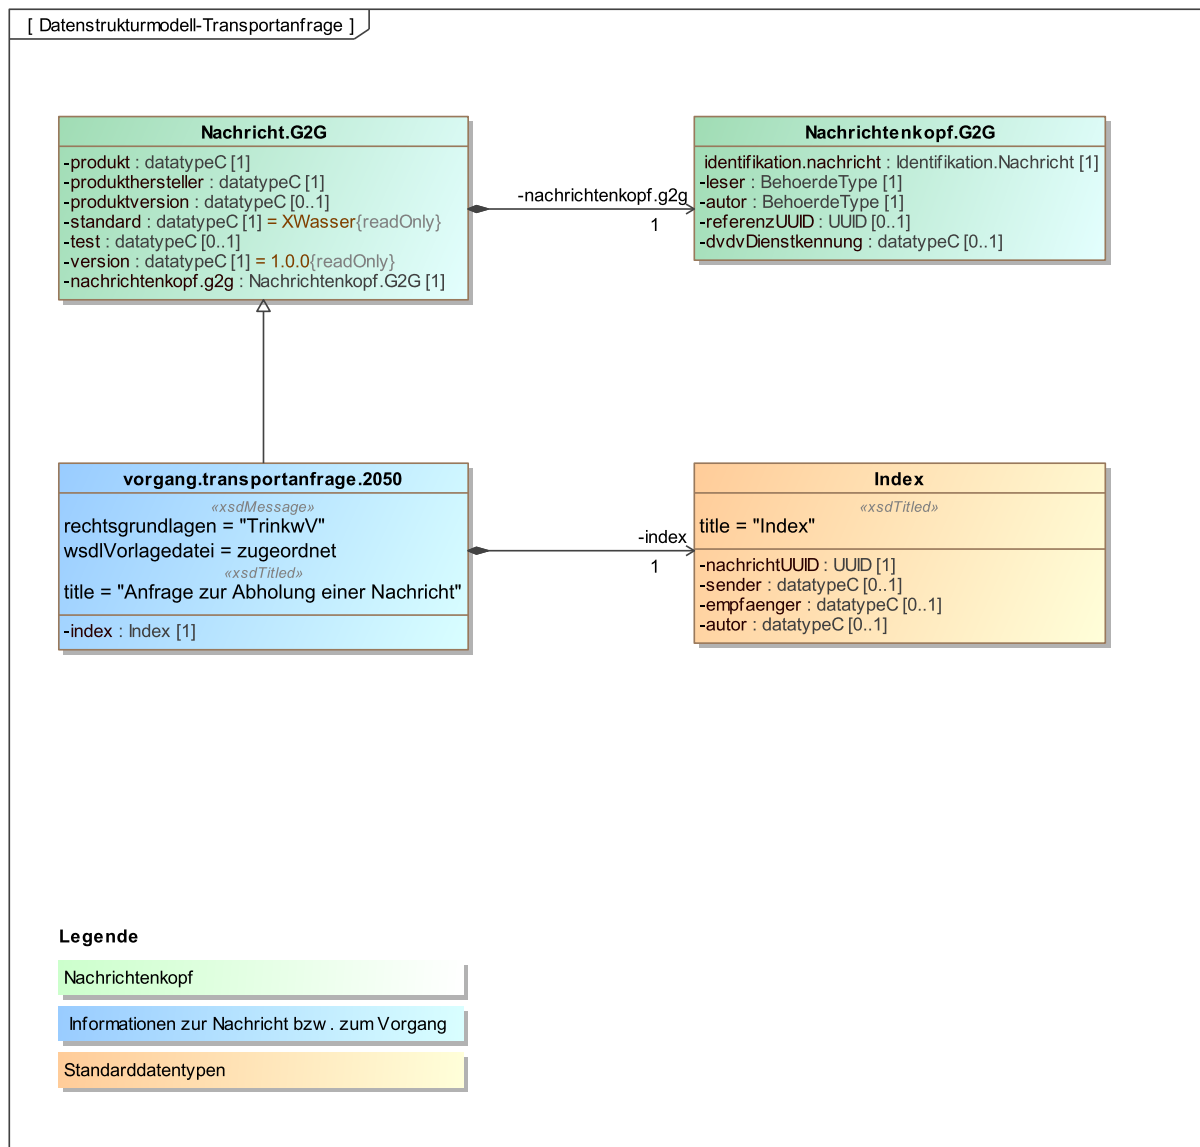 [ Datenstrukturmodell-Transportanfrage ]
Nachricht.G2G
-produkt : datatypeC [1]
-produkthersteller : datatypeC [1]
-produktversion : datatypeC [0..1]
-standard : datatypeC [1] = XWasser{readOnly}
-test : datatypeC [0..1]
-version : datatypeC [1] = 1.0.0{readOnly}
-nachrichtenkopf.g2g : Nachrichtenkopf.G2G [1]
-nachrichtenkopf.g2g
1
Nachrichtenkopf.G2G
identifikation.nachricht : Identifikation.Nachricht [1]
-leser : BehoerdeType [1]
-autor : BehoerdeType [1]
-referenzUUID : UUID [0..1]
-dvdvDienstkennung : datatypeC [0..1]
vorgang.transportanfrage.2050
«xsdMessage»
rechtsgrundlagen = "TrinkwV"
wsdlVorlagedatei = zugeordnet
«xsdTitled»
title = "Anfrage zur Abholung einer Nachricht"
-index : Index [1]
-index
1
Index
«xsdTitled»
title = "Index"
-nachrichtUUID : UUID [1]
-sender : datatypeC [0..1]
-empfaenger : datatypeC [0..1]
-autor : datatypeC [0..1]
Legende
Nachrichtenkopf
Informationen zur Nachricht bzw. zum Vorgang
Standarddatentypen